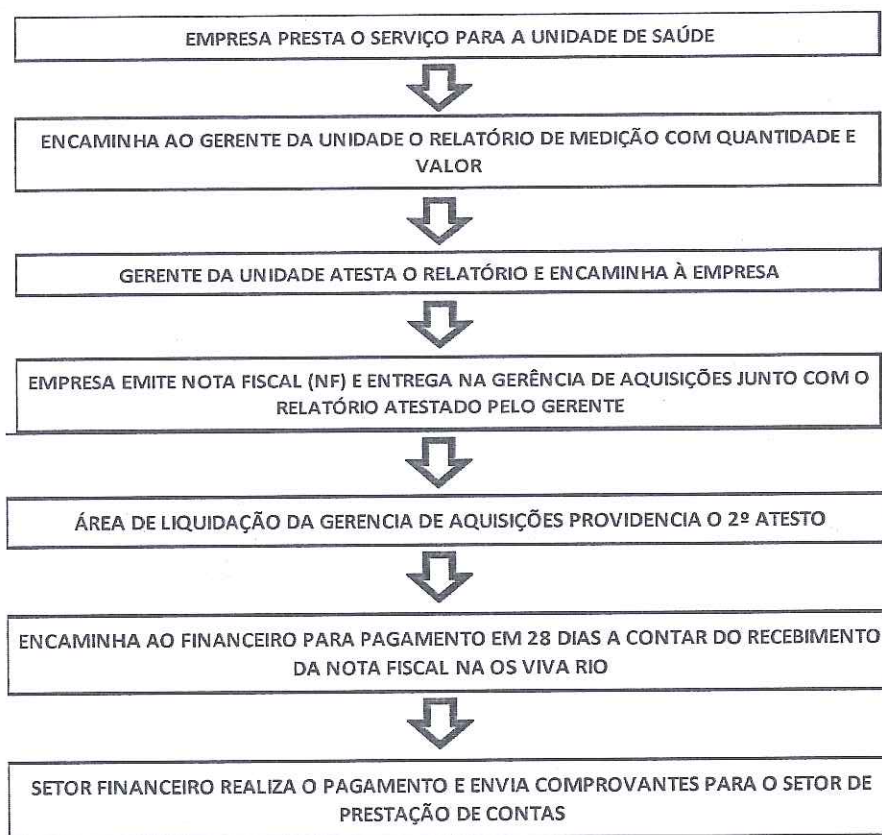 EMPRESA PRESTA O SERVIÇO PARA A UNIDADE DE SAÚDE
ENCAMINHA AO GERENTE DA UNIDADE O RELATÓRIO DE MEDIÇÃO COM QUANTIDADE E
VALOR
GERENTE DA UNIDADE ATESTA O RELATÓRIO E ENCAMINHA À EMPRESA
EMPRESA EMITE NOTA FISCAL (NF) E ENTREGA NA GERÊNCIA DE AQUISIÇÕES JUNTO COM O
RELATÓRIO ATESTADO PELO GERENTE
ÁREA DE LIQUIDAÇÃO DA GERENCIA DE AQUISIÇÕES PROVIDENCIA O 2º ATESTO
ENCAMINHA AO FINANCEIRO PARA PAGAMENTO EM 28 DIAS A CONTAR DO RECEBIMENTO
DA NOTA FISCAL NA OS VIVA RIO
SETOR FINANCEIRO REALIZA O PAGAMENTO E ENVIA COMPROVANTES PARA O SETOR DE
PRESTAÇÃO DE CONTAS